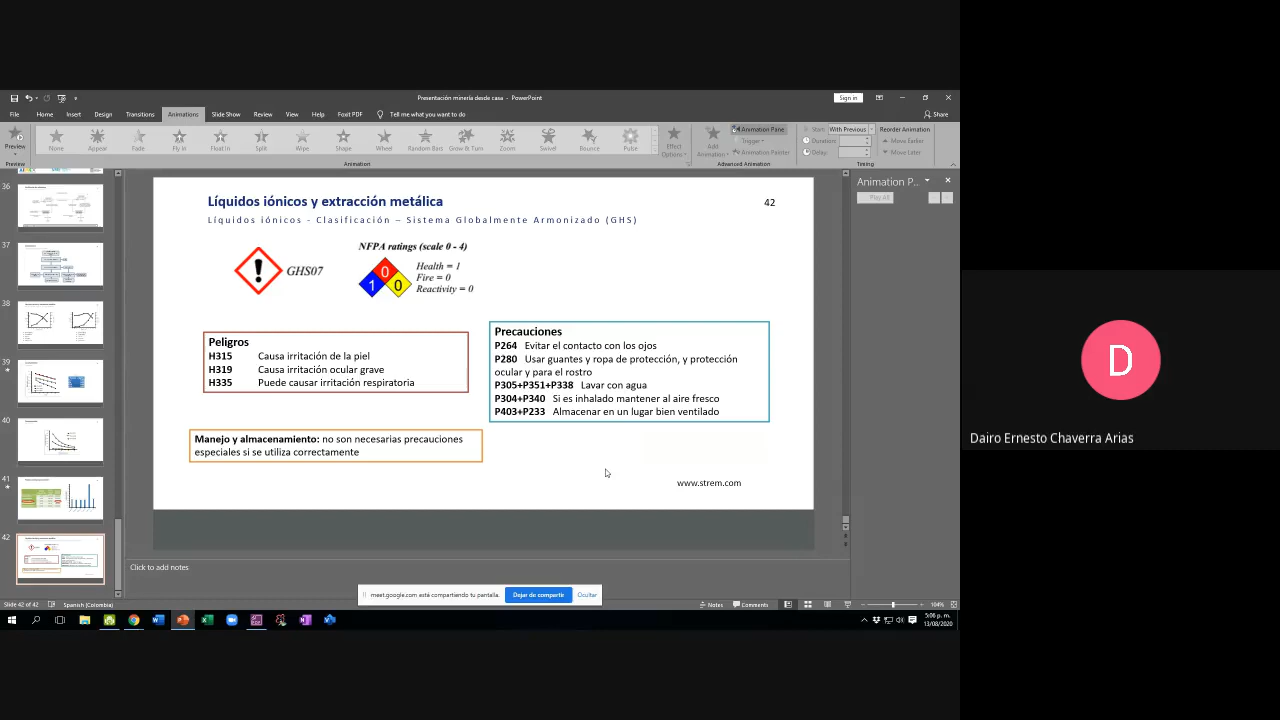 Presentación minería desde casa - PowerPoint
Sign in
File Home Insert Design Transitions Animations Slide Show Review View Help Foxit PDF Tell me what you want to do
Share
Preview
None Appear Fade Fly In Float In Split Wipe Shape Wheel Random Bars Grow & Turn Zoom Swivel Bounce Pulse
Effect Options
Add Animation
Animation Pane
Trigger
Animation Painter
Start: With Previous
Duration:
Delay:
Reorder Animation
Move Earlier
Move Later
Preview Animation Advanced Animation Timing
36
37
38
39
40
41
42
Animation P...
Play All
Líquidos iónicos y extracción metálica
42
Líquidos iónicos - Clasificación – Sistema Globalmente Armonizado (GHS)
GHS07
NFPA ratings (scale 0 - 4)
0
1
0
Health = 1
Fire = 0
Reactivity = 0
Peligros
H315 Causa irritación de la piel
H319 Causa irritación ocular grave
H335 Puede causar irritación respiratoria
Precauciones
P264 Evitar el contacto con los ojos
P280 Usar guantes y ropa de protección, y protección
ocular y para el rostro
P305+P351+P338 Lavar con agua
P304+P340 Si es inhalado mantener al aire fresco
P403+P233 Almacenar en un lugar bien ventilado
Manejo y almacenamiento: no son necesarias precauciones
especiales si se utiliza correctamente
www.strem.com
Click to add notes
meet.google.com está compartiendo tu pantalla.
Dejar de compartir
Ocultar
Slide 42 of 42 Spanish (Colombia)
Notes Comments
104%
5:06 p. m.
13/08/2020
D
Dairo Ernesto Chaverra Arias